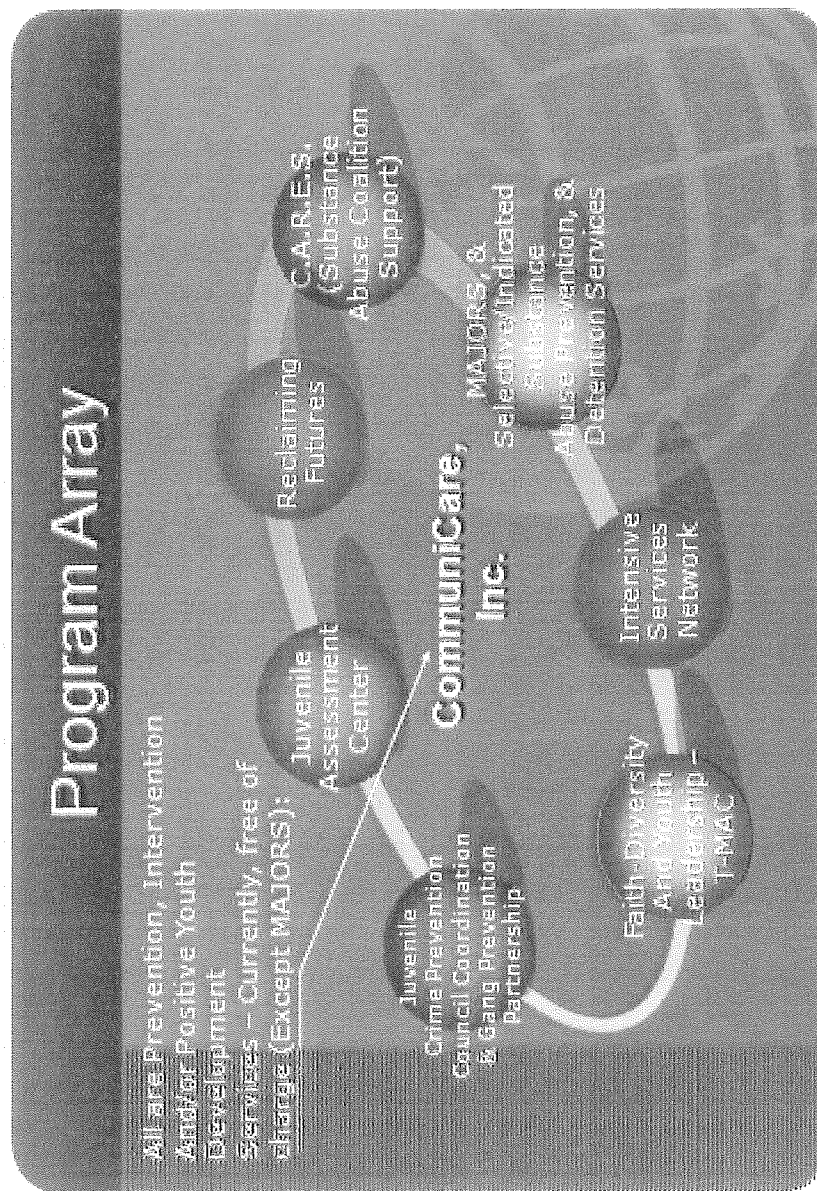 Program Array
All are Prevention, Intervention
And/or Positive Youth
Development
Services – Currently, free of
charge (Except MAJORS):
Juvenile
Assessment
Center
Reclaiming
Futures
C.A.R.E.S.
(Substance
Abuse Coalition
Support)
Juvenile
Crime Prevention
Council Coordination
& Gang Prevention
Partnership
CommuniCare,
Inc.
MAJORS, &
Selective/Indicated
Substance
Abuse Prevention, &
Detention Services
Faith-Diversity
And Youth
Leadership –
T-MAC
Intensive
Services
Network